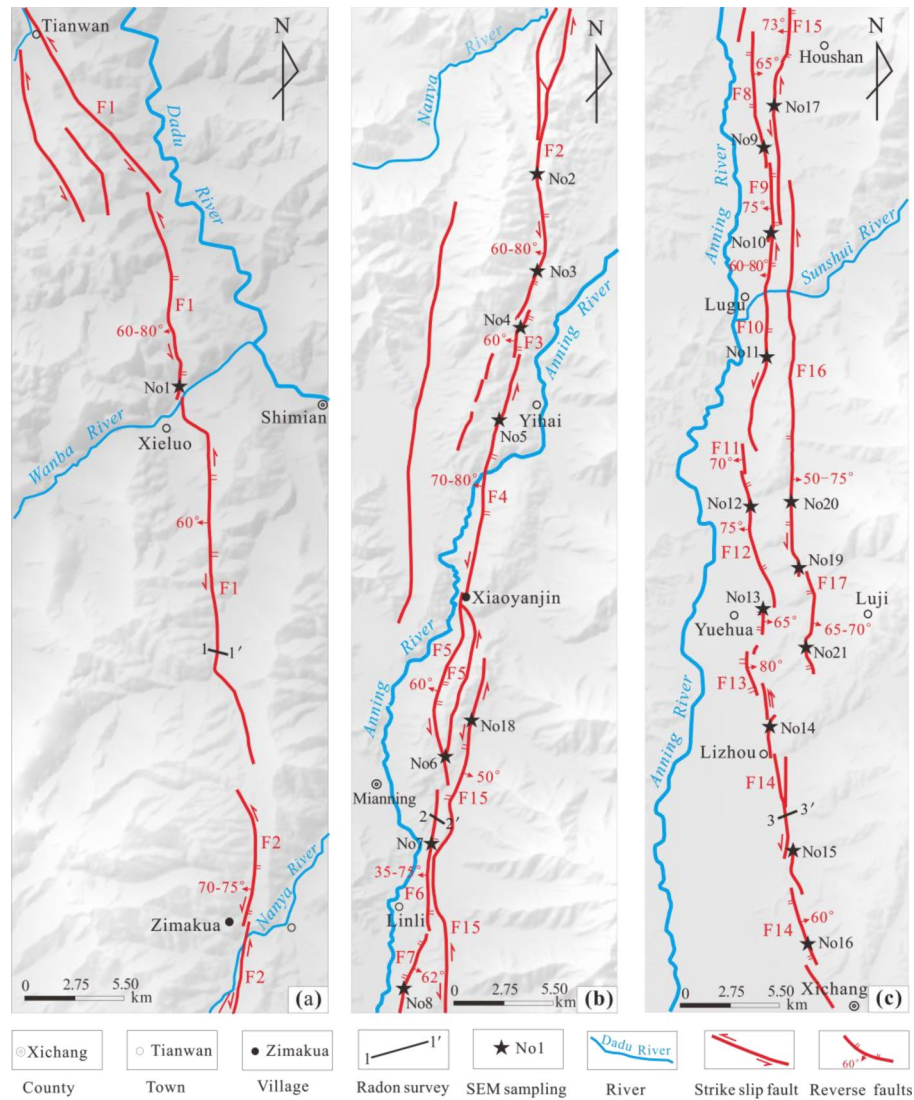 Tianwan
N
F1
Dadu
River
F1
60-80°
No1
Shimian
Xieluo
Wanba River
60°
F1
1 1′
F2
70-75°
Zimakua
Nanya River
F2
0 2.75 5.50
km
(a)
N
Nanya River
F2
No2
60-80°
No3
Anning River
No4
60°
F3
Yihai
No5
70-80°
F4
Xiaoyanjin
Anning River
F5
F5
60°
No18
No6
50°
Mianning
F15
2 2′
No7
35-75°
F6
Linli
F15
F7
62°
No8
0 2.75 5.50
km
(b)
73°
F15
N
Houshan
65°
F8
No17
No9
Anning River
F9
75°
No10
Sunshui River
60-80°
Lugu
F10
No11
F16
F11
70°
50-75°
No12
No20
75°
F12
No19
F17
No13
Luji
Yuehua
65°
65-70°
No21
80°
F13
Anning River
No14
Lizhou
F14
3 3′
No15
60°
F14
No16
Xichang
0 2.75 5.50
km
(c)
Xichang
Tianwan
Zimakua
1 1′
No1
Dadu River
60°
County
Town
Village
Radon survey
SEM sampling
River
Strike slip fault
Reverse faults